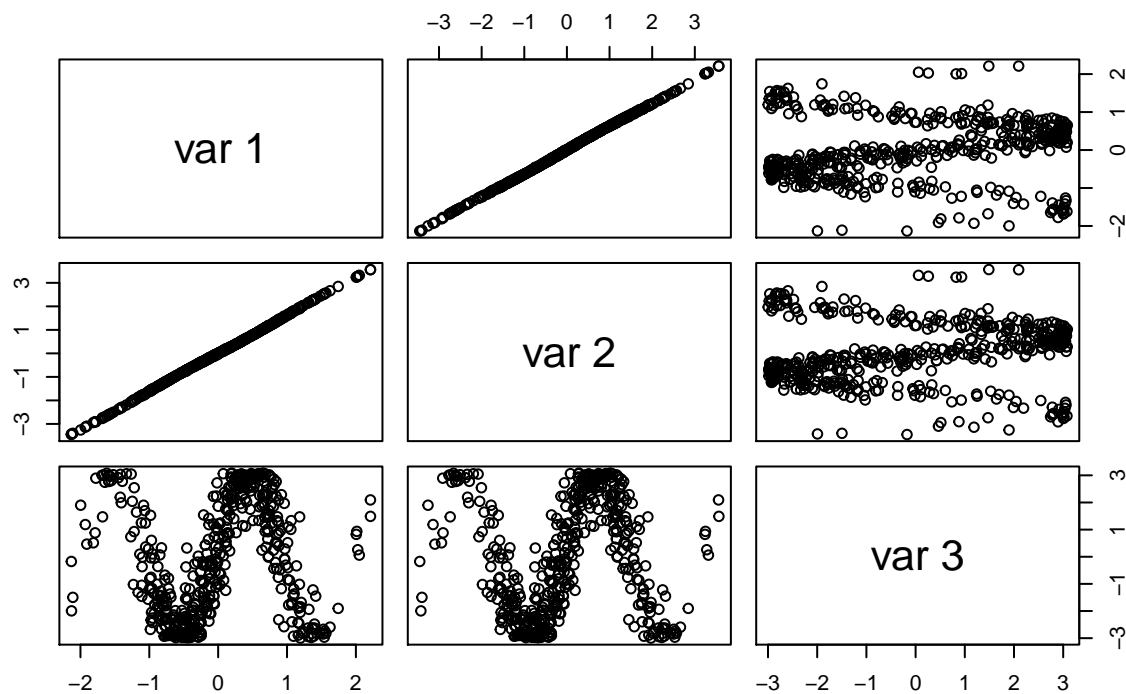 −3 −2 −1 0 1 2 3
var 1
−2 0 1 2
−3 −1 1 3
var 2
var 3
−3 −1 1 3
−2 −1 0 1 2
−3 −2 −1 0 1 2 3